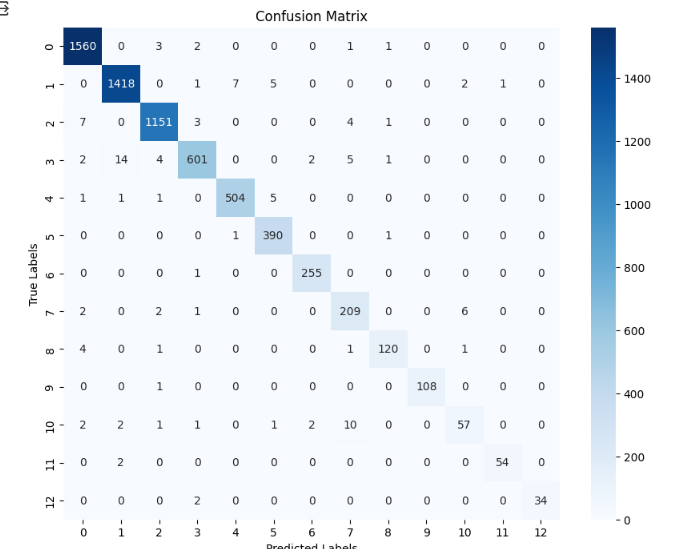 Confusion Matrix
0 1560 0 3 2 0 0 0 1 1 0 0 0 0
1 0 1418 0 1 7 5 0 0 0 0 2 1 0
2 7 0 1151 3 0 0 0 4 1 0 0 0 0
3 2 14 4 601 0 0 2 5 1 0 0 0 0
4 1 1 1 0 504 5 0 0 0 0 0 0 0
5 0 0 0 0 1 390 0 0 1 0 0 0 0
6 0 0 0 1 0 0 255 0 0 0 0 0 0
7 2 0 2 1 0 0 0 209 0 0 6 0 0
8 4 0 1 0 0 0 0 1 120 0 1 0 0
9 0 0 1 0 0 0 0 0 0 108 0 0 0
10 2 2 1 1 0 1 2 10 0 0 57 0 0
11 0 2 0 0 0 0 0 0 0 0 0 54 0
12 0 0 0 2 0 0 0 0 0 0 0 0 34
0 1 2 3 4 5 6 7 8 9 10 11 12
True Labels
Predicted Labels
1400
1200
1000
800
600
400
200
0